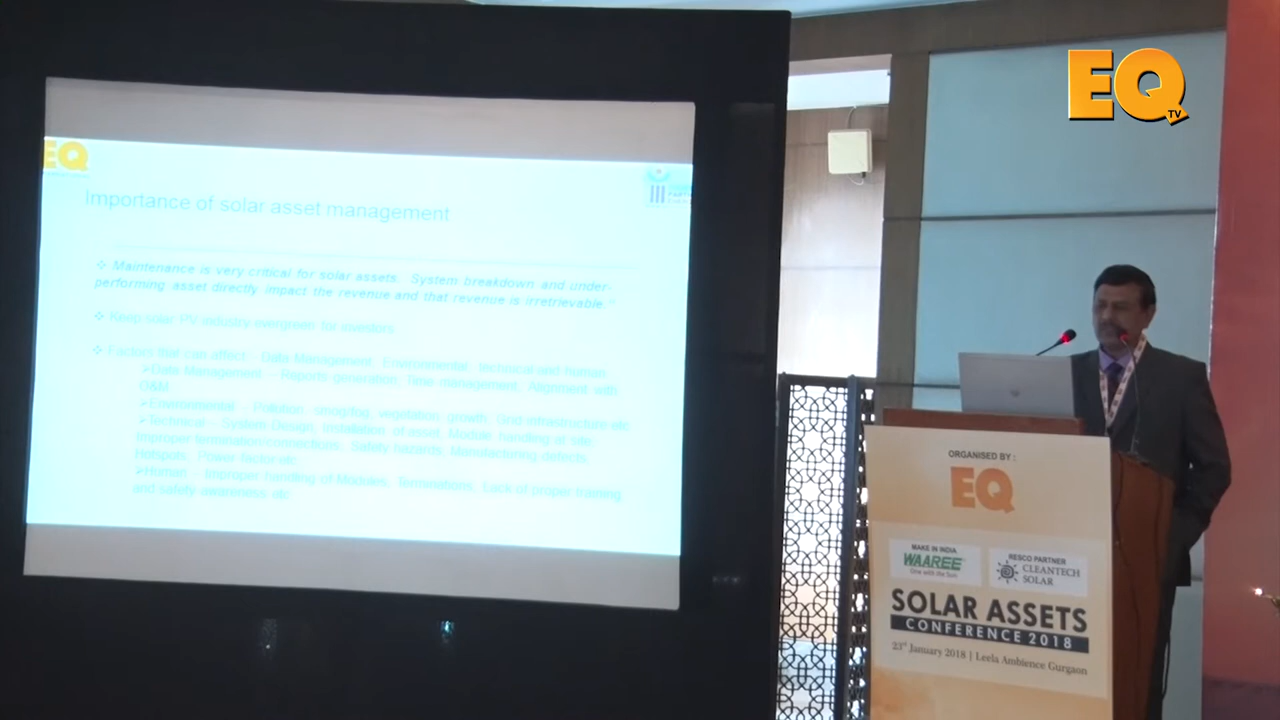 EQ
TV
EQ
Importance of solar asset management
Maintenance is very critical for solar assets. System breakdown and under-
performing asset directly impact the revenue and that revenue is irretrievable."
Keep solar PV industry evergreen for investors
Factors that can affect - Data Management, Environmental, technical and human
Data Management - Reports generation, Time management, Alignment with
O&M
Environmental - Pollution, smog/fog, vegetation growth, Grid infrastructure etc
Technical - System Design, Installation of asset, Module handling at site,
Improper termination/connections, Safety hazards, Manufacturing defects,
Hotspots, Power factor etc
Human - Improper handling of Modules, Terminations, Lack of proper training
and safety awareness etc
ORGANISED BY :
EQ
MAKE IN INDIA
WAAREE
One with the Sun
RESCO PARTNER
CLEANTECH
SOLAR
SOLAR ASSETS
CONFERENCE 2018
23rd January 2018 | Leela Ambience Gurgaon